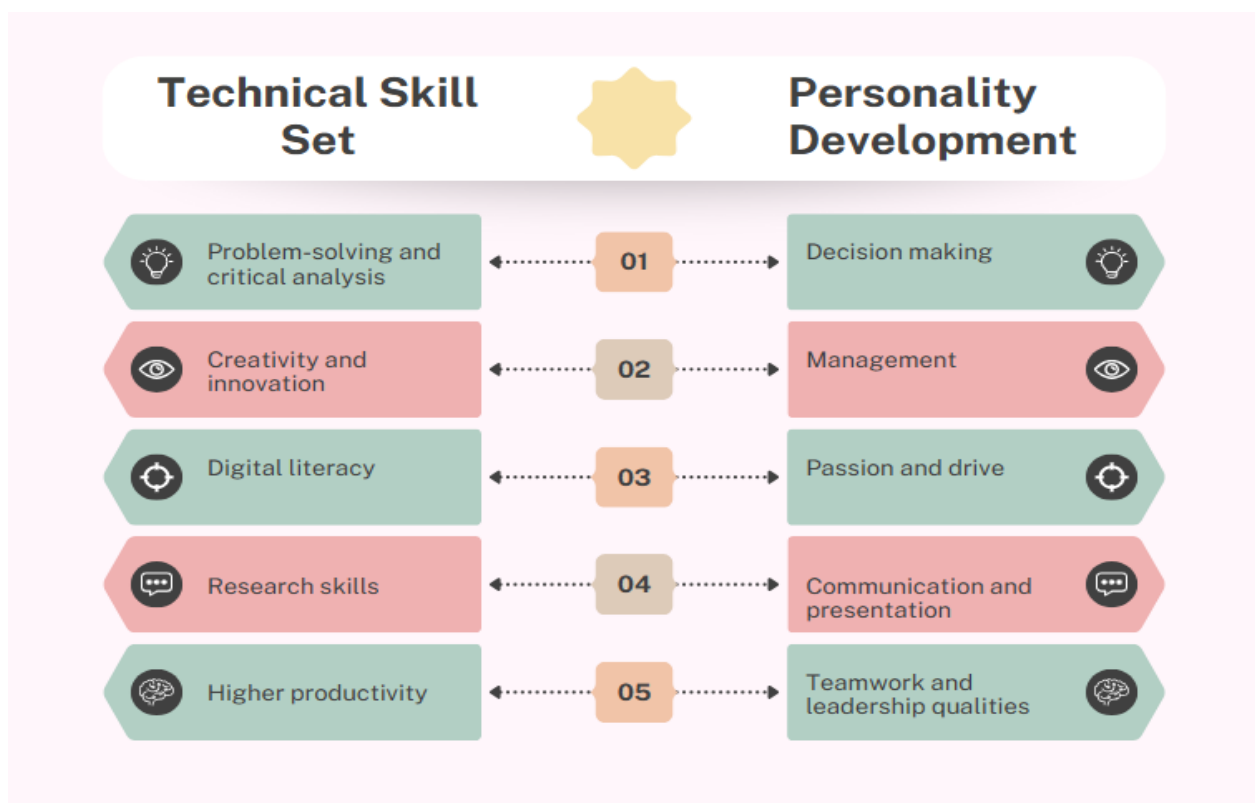 Technical Skill
Set
Personality
Development
Problem-solving and
critical analysis
01
Decision making
Creativity and
innovation
02
Management
Digital literacy
03
Passion and drive
Research skills
04
Communication and
presentation
Higher productivity
05
Teamwork and
leadership qualities